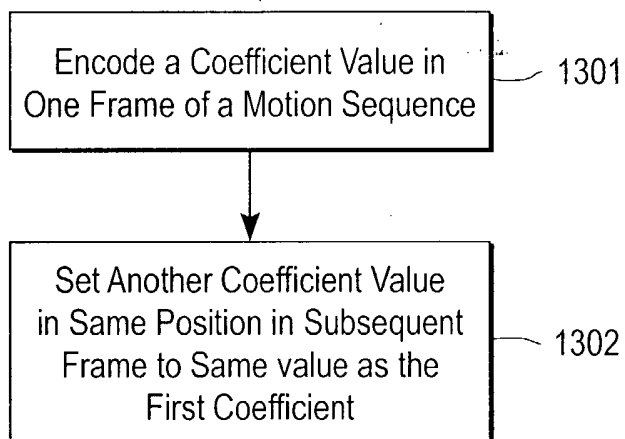 Encode a Coefficient Value in
One Frame of a Motion Sequence
1301
Set Another Coefficient Value
in Same Position in Subsequent
Frame to Same value as the
First Coefficient
1302